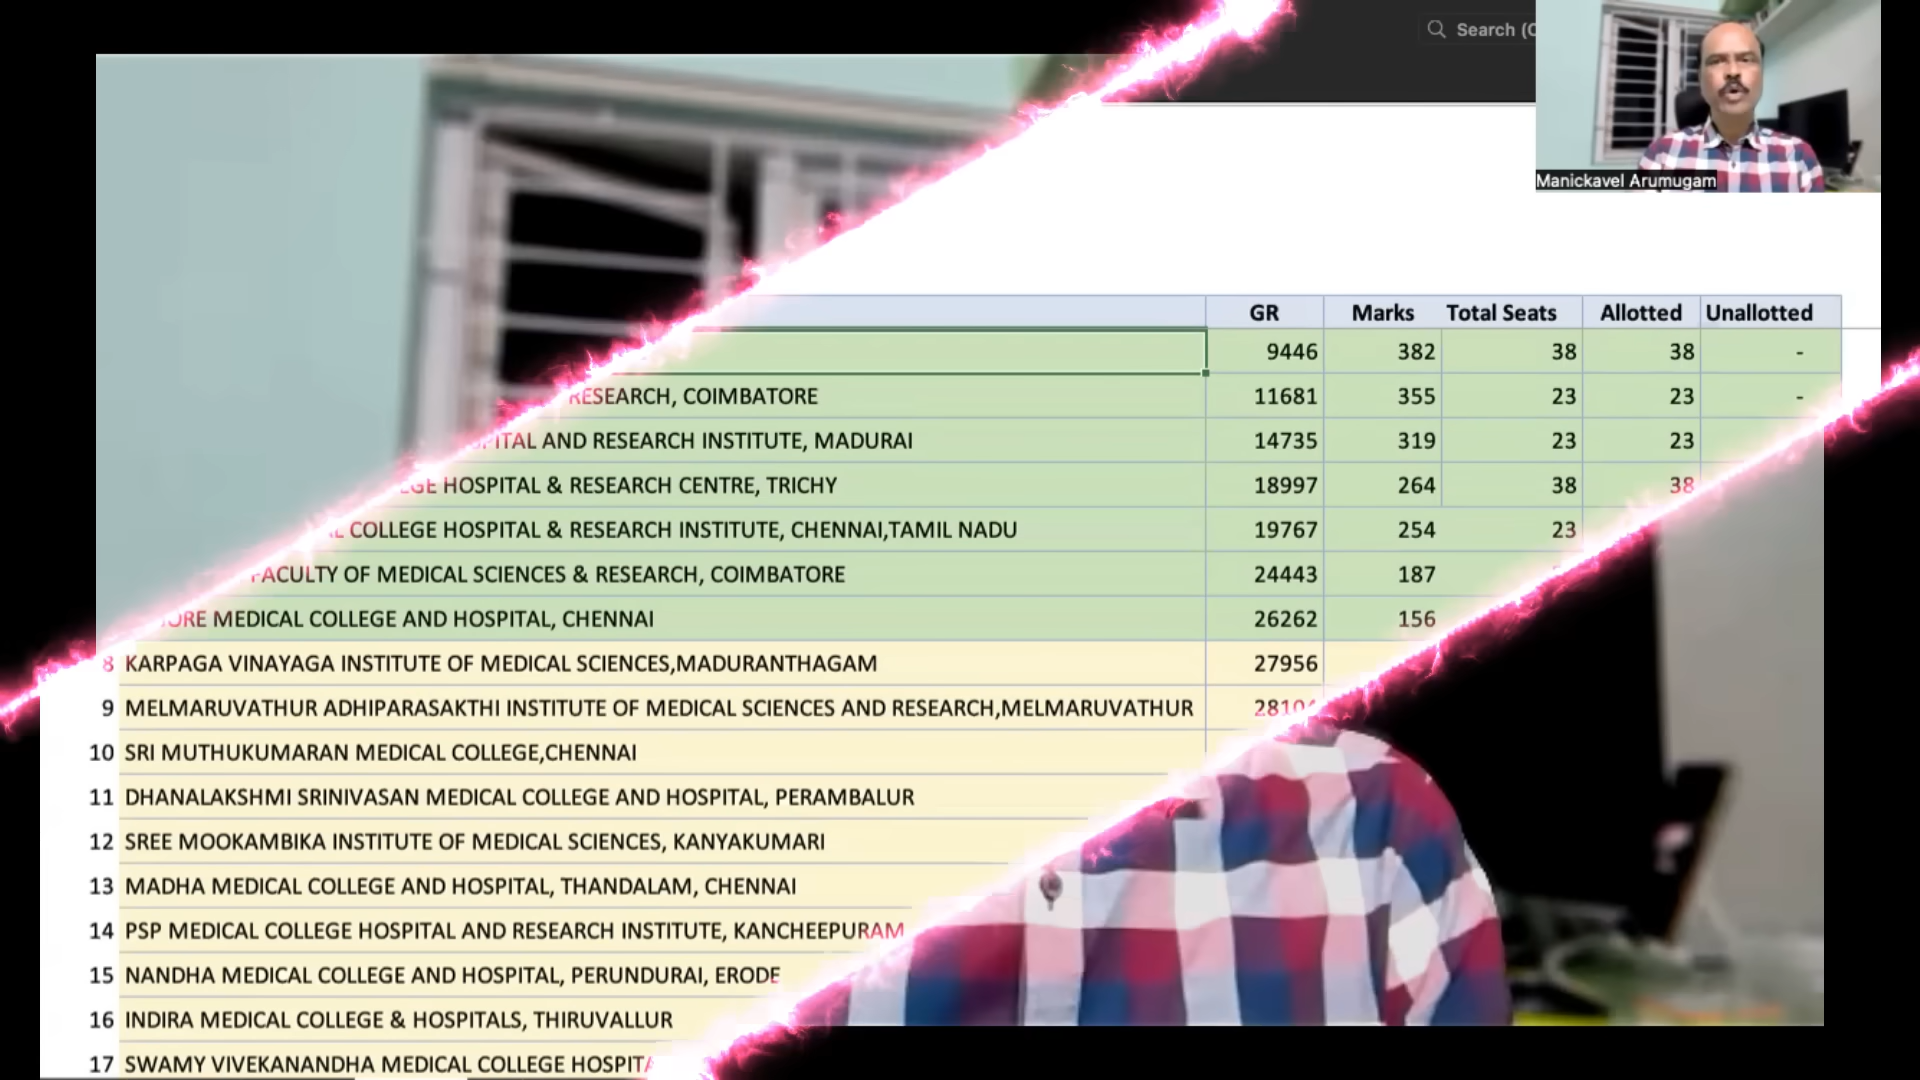 Search (
Manickavel Arumugam
GR Marks Total Seats Allotted Unallotted
9446 382 38 38 -
RESEARCH, COIMBATORE 11681 355 23 23 -
AND RESEARCH INSTITUTE, MADURAI 14735 319 23 23
HOSPITAL & RESEARCH CENTRE, TRICHY 18997 264 38 38
COLLEGE HOSPITAL & RESEARCH INSTITUTE, CHENNAI,TAMIL NADU 19767 254 23
FACULTY OF MEDICAL SCIENCES & RESEARCH, COIMBATORE 24443 187
MEDICAL COLLEGE AND HOSPITAL, CHENNAI 26262 156
8 KARPAGA VINAYAGA INSTITUTE OF MEDICAL SCIENCES,MADURANTHAGAM 27956
9 MELMARUVATHUR ADHIPARASAKTHI INSTITUTE OF MEDICAL SCIENCES AND RESEARCH,MELMARUVATHUR
10 SRI MUTHUKUMARAN MEDICAL COLLEGE,CHENNAI
11 DHANALAKSHMI SRINIVASAN MEDICAL COLLEGE AND HOSPITAL, PERAMBALUR
12 SREE MOOKAMBIKA INSTITUTE OF MEDICAL SCIENCES, KANYAKUMARI
13 MADHA MEDICAL COLLEGE AND HOSPITAL, THANDALAM, CHENNAI
14 PSP MEDICAL COLLEGE HOSPITAL AND RESEARCH INSTITUTE, KANCHEEPURAM
15 NANDHA MEDICAL COLLEGE AND HOSPITAL, PERUNDURAI, ERODE
16 INDIRA MEDICAL COLLEGE & HOSPITALS, THIRUVALLUR
17 SWAMY VIVEKANANDHA MEDICAL COLLEGE